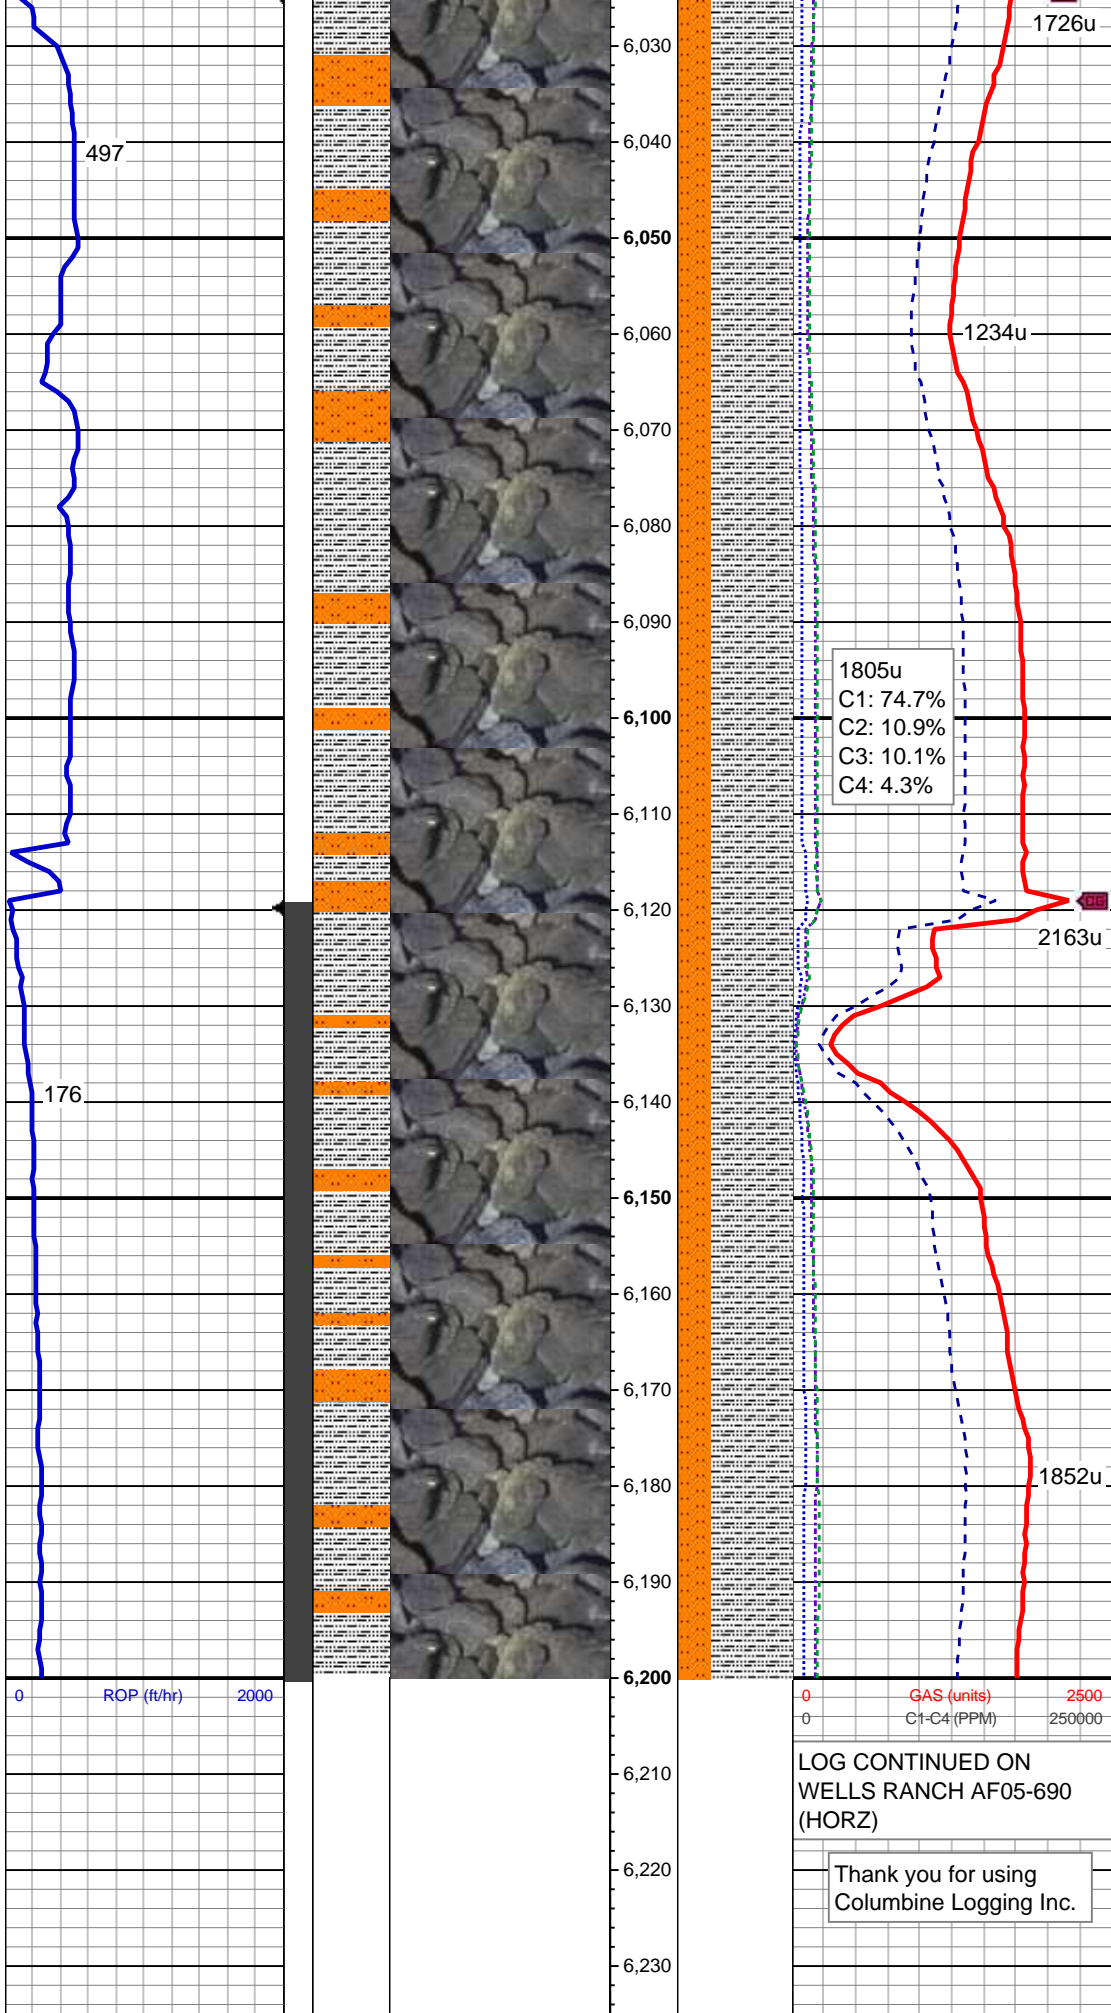 1726u
6,030
6,040
497
6,050
6,060
1234u
6,070
6,080
6,090
1805u
C1: 74.7%
C2: 10.9%
C3: 10.1%
C4: 4.3%
6,100
6,110
CG
6,120
2163u
6,130
176
6,140
6,150
6,160
6,170
1852u
6,180
6,190
6,200
0 ROP (ft/hr) 2000
0 GAS (units) 2500
0 C1-C4 (PPM) 250000
LOG CONTINUED ON
WELLS RANCH AF05-690
(HORZ)
6,210
6,220
Thank you for using
Columbine Logging Inc.
6,230